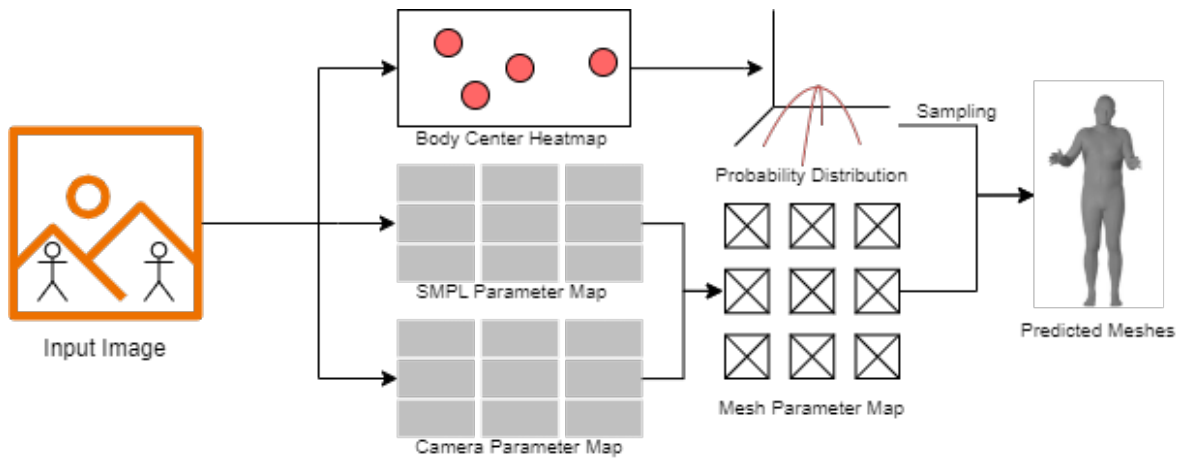 Input Image
Body Center Heatmap
SMPL Parameter Map
Camera Parameter Map
Probability Distribution
Mesh Parameter Map
Sampling
Predicted Meshes